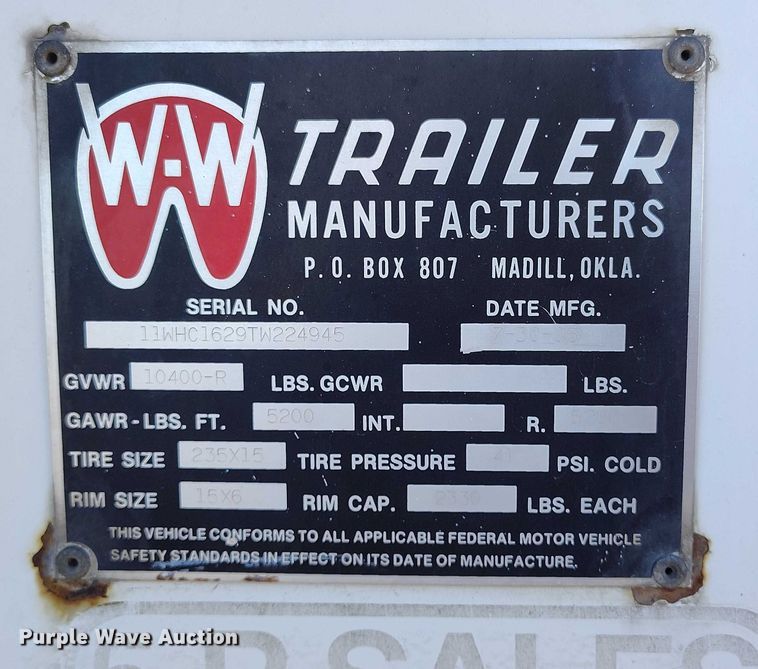 W-W TRAILER
MANUFACTURERS
P.O. BOX 807 MADILL, OKLA.
SERIAL NO. DATE MFG.
11WHC1629TW224945
GVWR 10400-R LBS. GCWR LBS.
GAWR-LBS. FT. 5200 INT. R.
TIRE SIZE 235X15 TIRE PRESSURE PSI. COLD
RIM SIZE 15X6 RIM CAP. 2330 LBS. EACH
THIS VEHICLE CONFORMS TO ALL APPLICABLE FEDERAL MOTOR VEHICLE
SAFETY STANDARDS IN EFFECT ON ITS DATE OF MANUFACTURE.
SALES
Purple Wave Auction